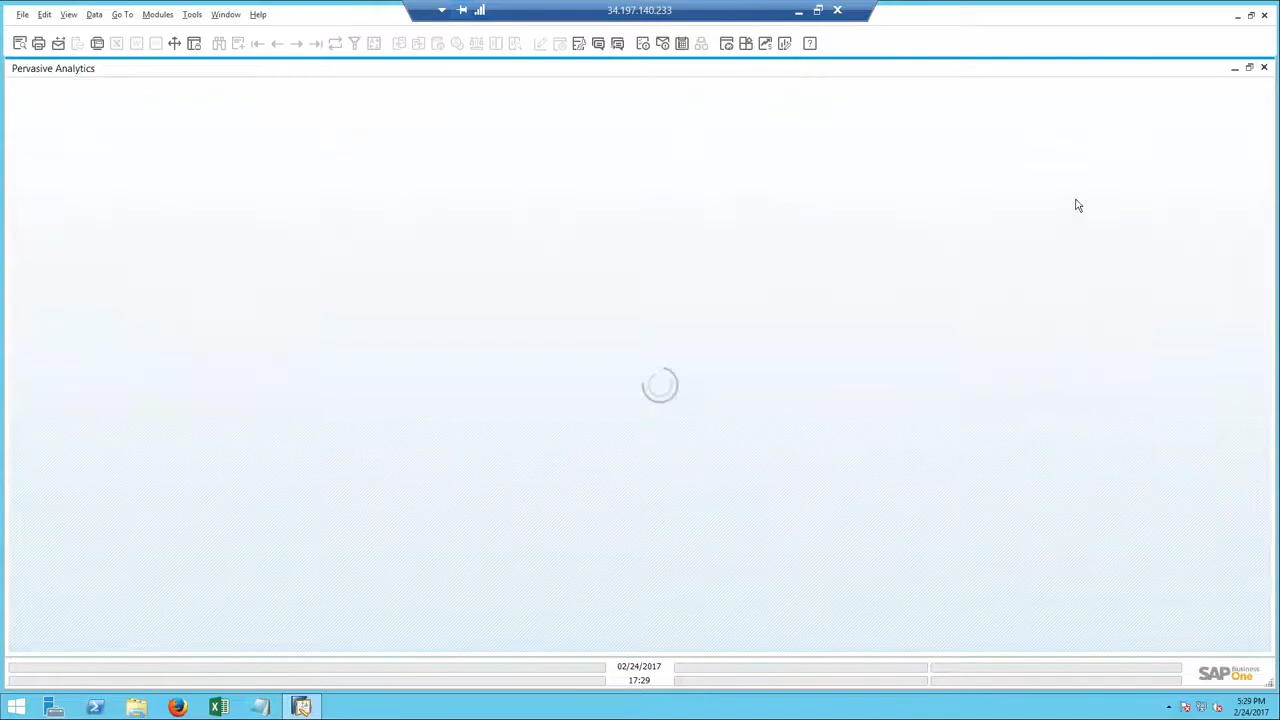 34.197.140.233
File Edit View Data Go To Modules Tools Window Help
Pervasive Analytics
02/24/2017
17:29
SAP Business One
5:29 PM
2/24/2017